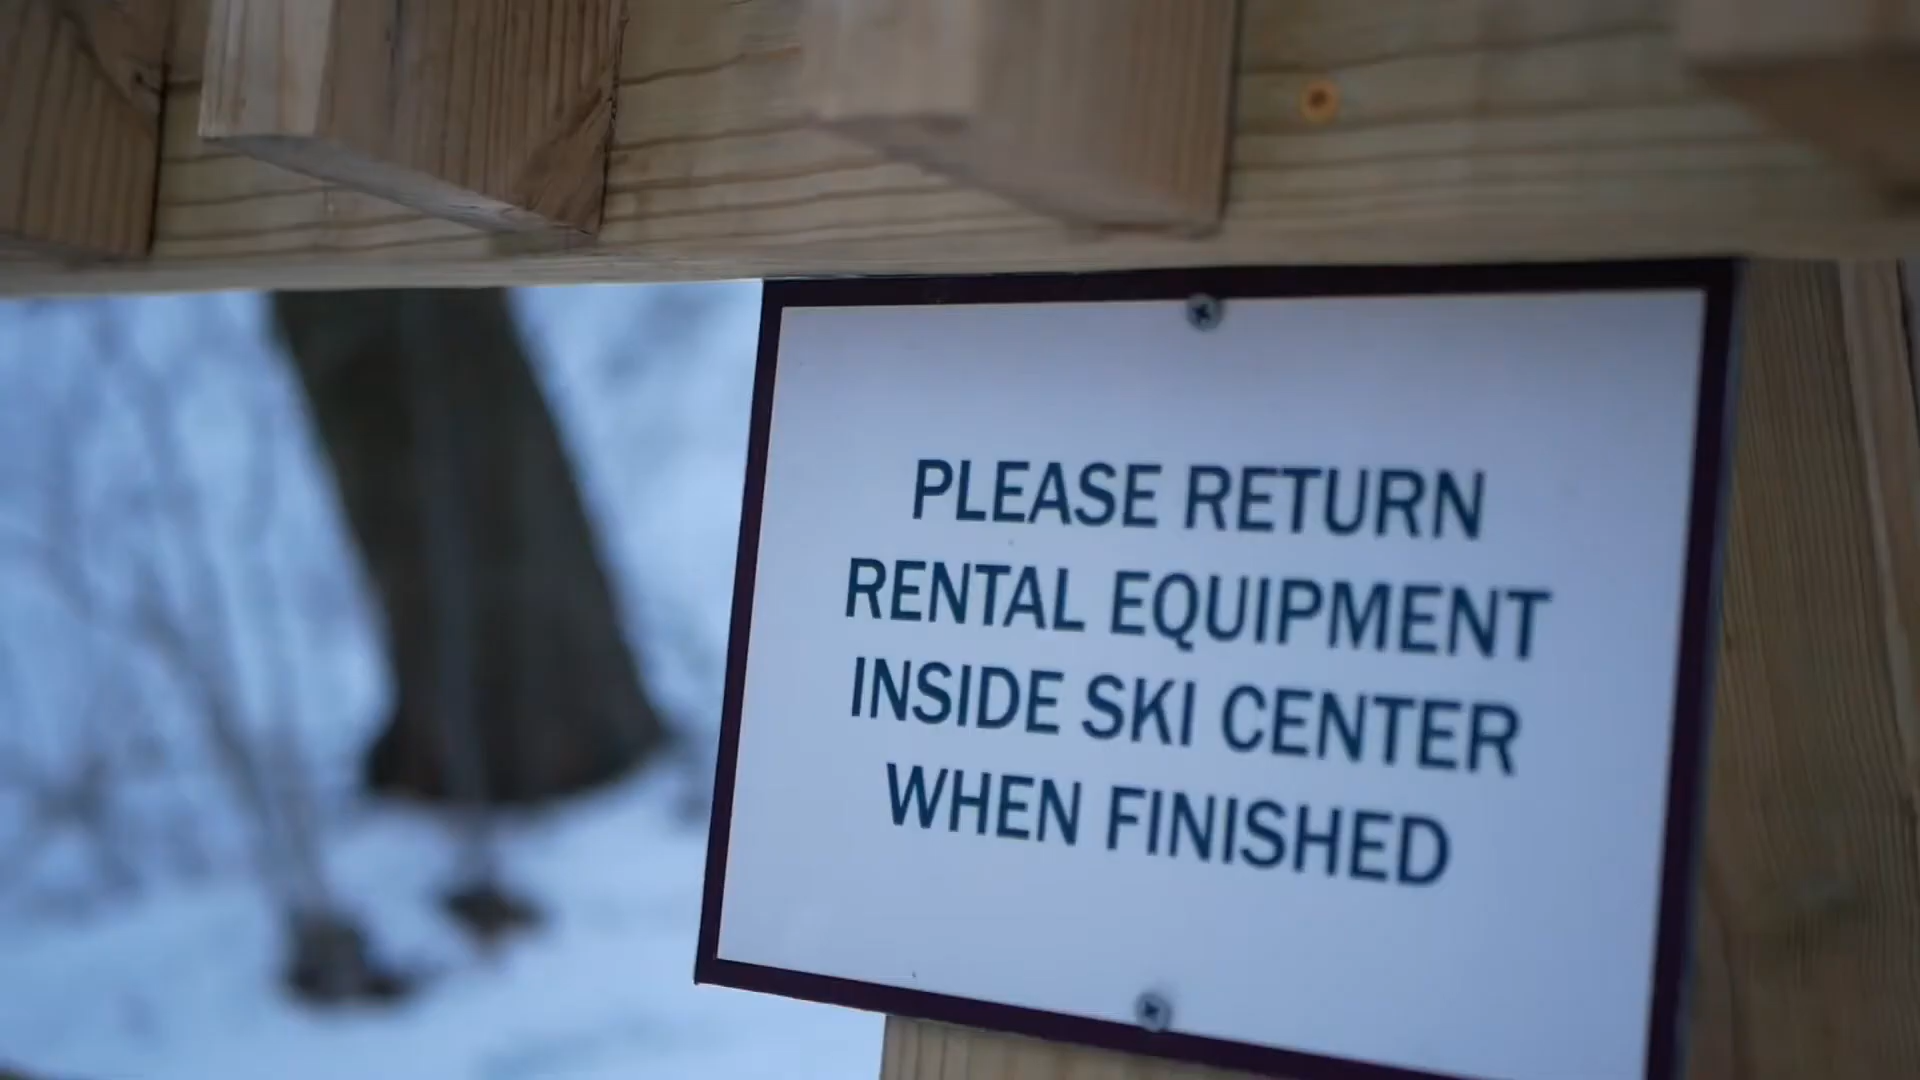 PLEASE RETURN
RENTAL EQUIPMENT
INSIDE SKI CENTER
WHEN FINISHED